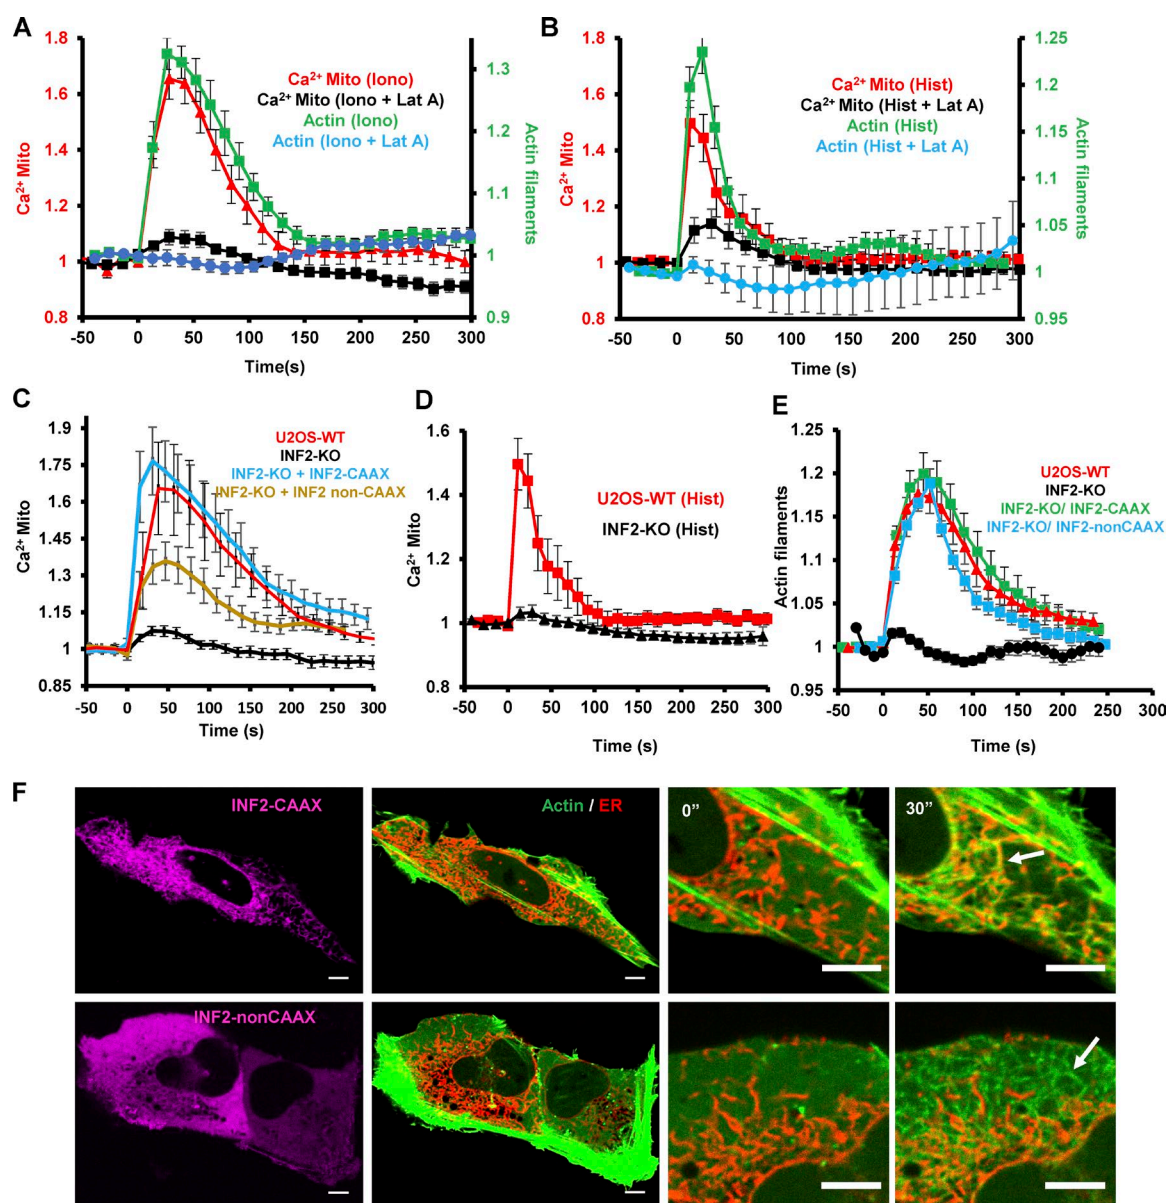 A
Ca²⁺ Mito (Iono)
Ca²⁺ Mito (Iono + Lat A)
Actin (Iono)
Actin (Iono + Lat A)
Ca²⁺ Mito
1.8
1.6
1.4
1.2
1
0.8
Actin filaments
1.3
1.2
1.1
1
0.9
-50 0 50 100 150 200 250 300
Time(s)
B
Ca²⁺ Mito (Hist)
Ca²⁺ Mito (Hist + Lat A)
Actin (Hist)
Actin (Hist + Lat A)
Ca²⁺ Mito
1.8
1.6
1.4
1.2
1
0.8
Actin filaments
1.25
1.2
1.15
1.1
1.05
1
0.95
-50 0 50 100 150 200 250 300
Time (s)
C
U2OS-WT
INF2-KO
INF2-KO + INF2-CAAX
INF2-KO + INF2 non-CAAX
Ca²⁺ Mito
1.9
1.75
1.6
1.45
1.3
1.15
1
0.85
-50 0 50 100 150 200 250 300
Time (s)
D
U2OS-WT (Hist)
INF2-KO (Hist)
Ca²⁺ Mito
1.6
1.4
1.2
1
0.8
-50 0 50 100 150 200 250 300
Time (s)
E
U2OS-WT
INF2-KO
INF2-KO/ INF2-CAAX
INF2-KO/ INF2-nonCAAX
Actin filaments
1.25
1.2
1.15
1.1
1.05
1
0.95
-50 0 50 100 150 200 250 300
Time (s)
F
INF2-CAAX
Actin / ER
0”
30”
INF2-nonCAAX